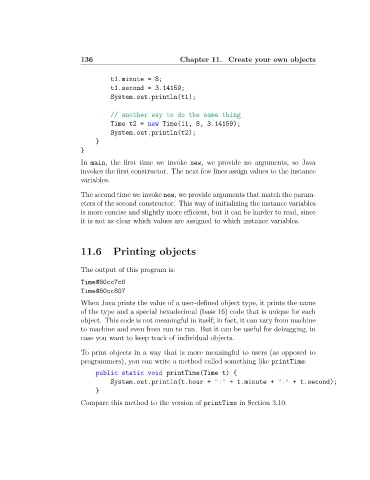 136 Chapter 11. Create your own objects
t1.minute = 8;
t1.second = 3.14159;
System.out.println(t1);
// another way to do the same thing
Time t2 = new Time(11, 8, 3.14159);
System.out.println(t2);
}
}
In main, the first time we invoke new, we provide no arguments, so Java
invokes the first constructor. The next few lines assign values to the instance
variables.
The second time we invoke new, we provide arguments that match the param-
eters of the second constructor. This way of initializing the instance variables
is more concise and slightly more efficient, but it can be harder to read, since
it is not as clear which values are assigned to which instance variables.
11.6 Printing objects
The output of this program is:
Time@80cc7c0
Time@80cc807
When Java prints the value of a user-defined object type, it prints the name
of the type and a special hexadecimal (base 16) code that is unique for each
object. This code is not meaningful in itself; in fact, it can vary from machine
to machine and even from run to run. But it can be useful for debugging, in
case you want to keep track of individual objects.
To print objects in a way that is more meaningful to users (as opposed to
programmers), you can write a method called something like printTime:
public static void printTime(Time t) {
System.out.println(t.hour + ":" + t.minute + ":" + t.second);
}
Compare this method to the version of printTime in Section 3.10.